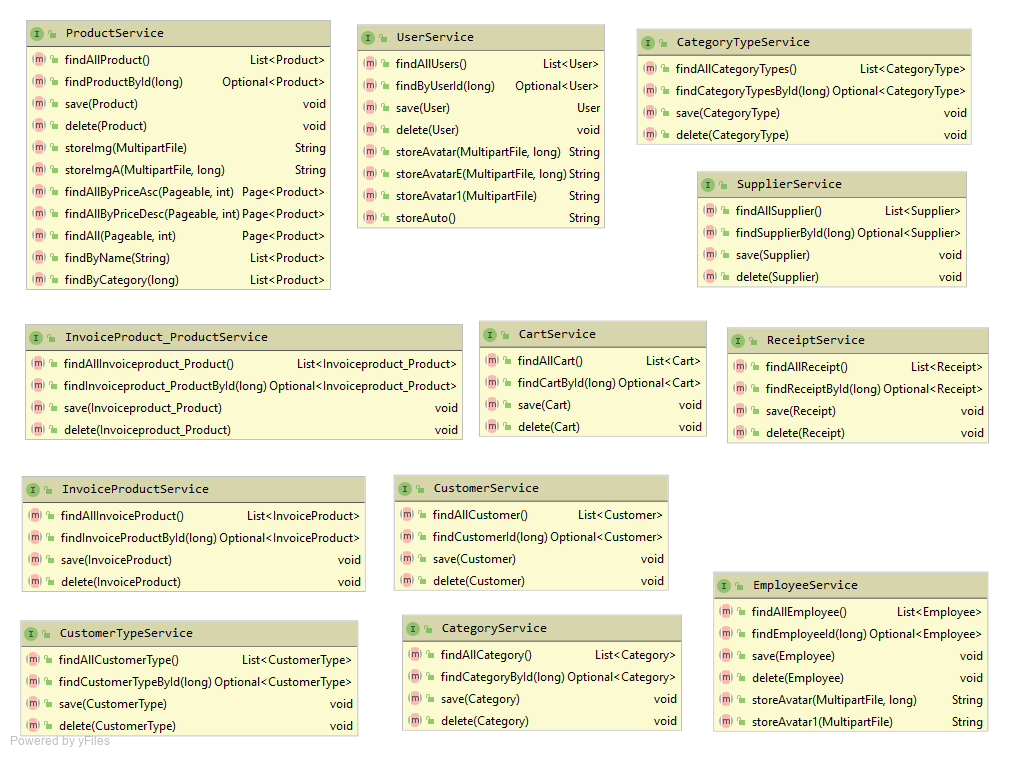 ProductService
findAllProduct() List<Product>
findProductById(long) Optional<Product>
save(Product) void
delete(Product) void
storeImg(MultipartFile) String
storeImgA(MultipartFile, long) String
findAllByPriceAsc(Pageable, int) Page<Product>
findAllByPriceDesc(Pageable, int) Page<Product>
findAll(Pageable, int) Page<Product>
findByName(String) List<Product>
findByCategory(long) List<Product>
UserService
findAllUsers() List<User>
findByUserId(long) Optional<User>
save(User) User
delete(User) void
storeAvatar(MultipartFile, long) String
storeAvatarE(MultipartFile, long) String
storeAvatar1(MultipartFile) String
storeAuto() String
CategoryTypeService
findAllCategoryTypes() List<CategoryType>
findCategoryTypesById(long) Optional<CategoryType>
save(CategoryType) void
delete(CategoryType) void
SupplierService
findAllSupplier() List<Supplier>
findSupplierById(long) Optional<Supplier>
save(Supplier) void
delete(Supplier) void
InvoiceProduct_ProductService
findAllInvoiceproduct_Product() List<Invoiceproduct_Product>
findInvoiceproduct_ProductById(long) Optional<Invoiceproduct_Product>
save(Invoiceproduct_Product) void
delete(Invoiceproduct_Product) void
CartService
findAllCart() List<Cart>
findCartById(long) Optional<Cart>
save(Cart) void
delete(Cart) void
ReceiptService
findAllReceipt() List<Receipt>
findReceiptById(long) Optional<Receipt>
save(Receipt) void
delete(Receipt) void
InvoiceProductService
findAllInvoiceProduct() List<InvoiceProduct>
findInvoiceProductById(long) Optional<InvoiceProduct>
save(InvoiceProduct) void
delete(InvoiceProduct) void
CustomerService
findAllCustomer() List<Customer>
findCustomerId(long) Optional<Customer>
save(Customer) void
delete(Customer) void
EmployeeService
findAllEmployee() List<Employee>
findEmployeeId(long) Optional<Employee>
save(Employee) void
delete(Employee) void
storeAvatar(MultipartFile, long) String
storeAvatar1(MultipartFile) String
CustomerTypeService
findAllCustomerType() List<CustomerType>
findCustomerTypeById(long) Optional<CustomerType>
save(CustomerType) void
delete(CustomerType) void
CategoryService
findAllCategory() List<Category>
findCategoryById(long) Optional<Category>
save(Category) void
delete(Category) void
Powered by yFiles